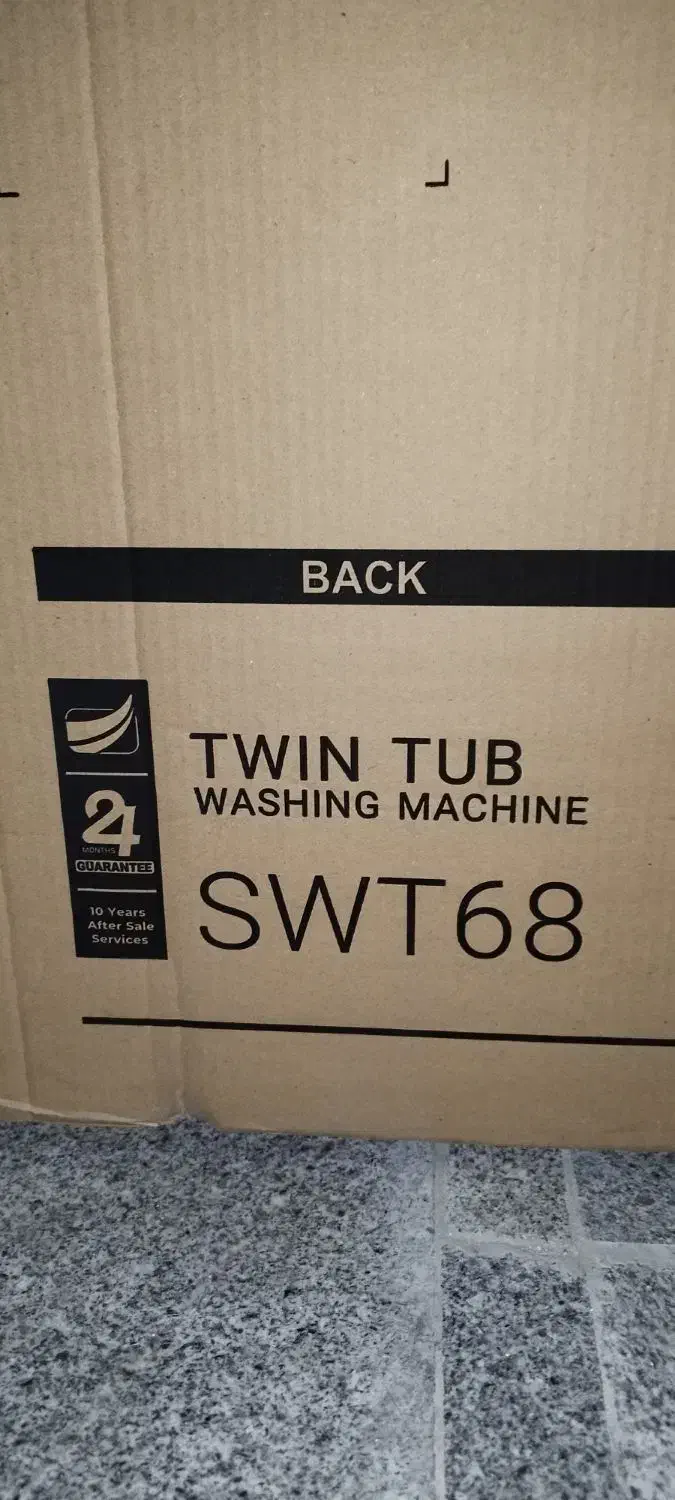 BACK
TWIN TUB
WASHING MACHINE
SWT68
24
MONTHS
GUARANTEE
10 Years
After Sale
Services